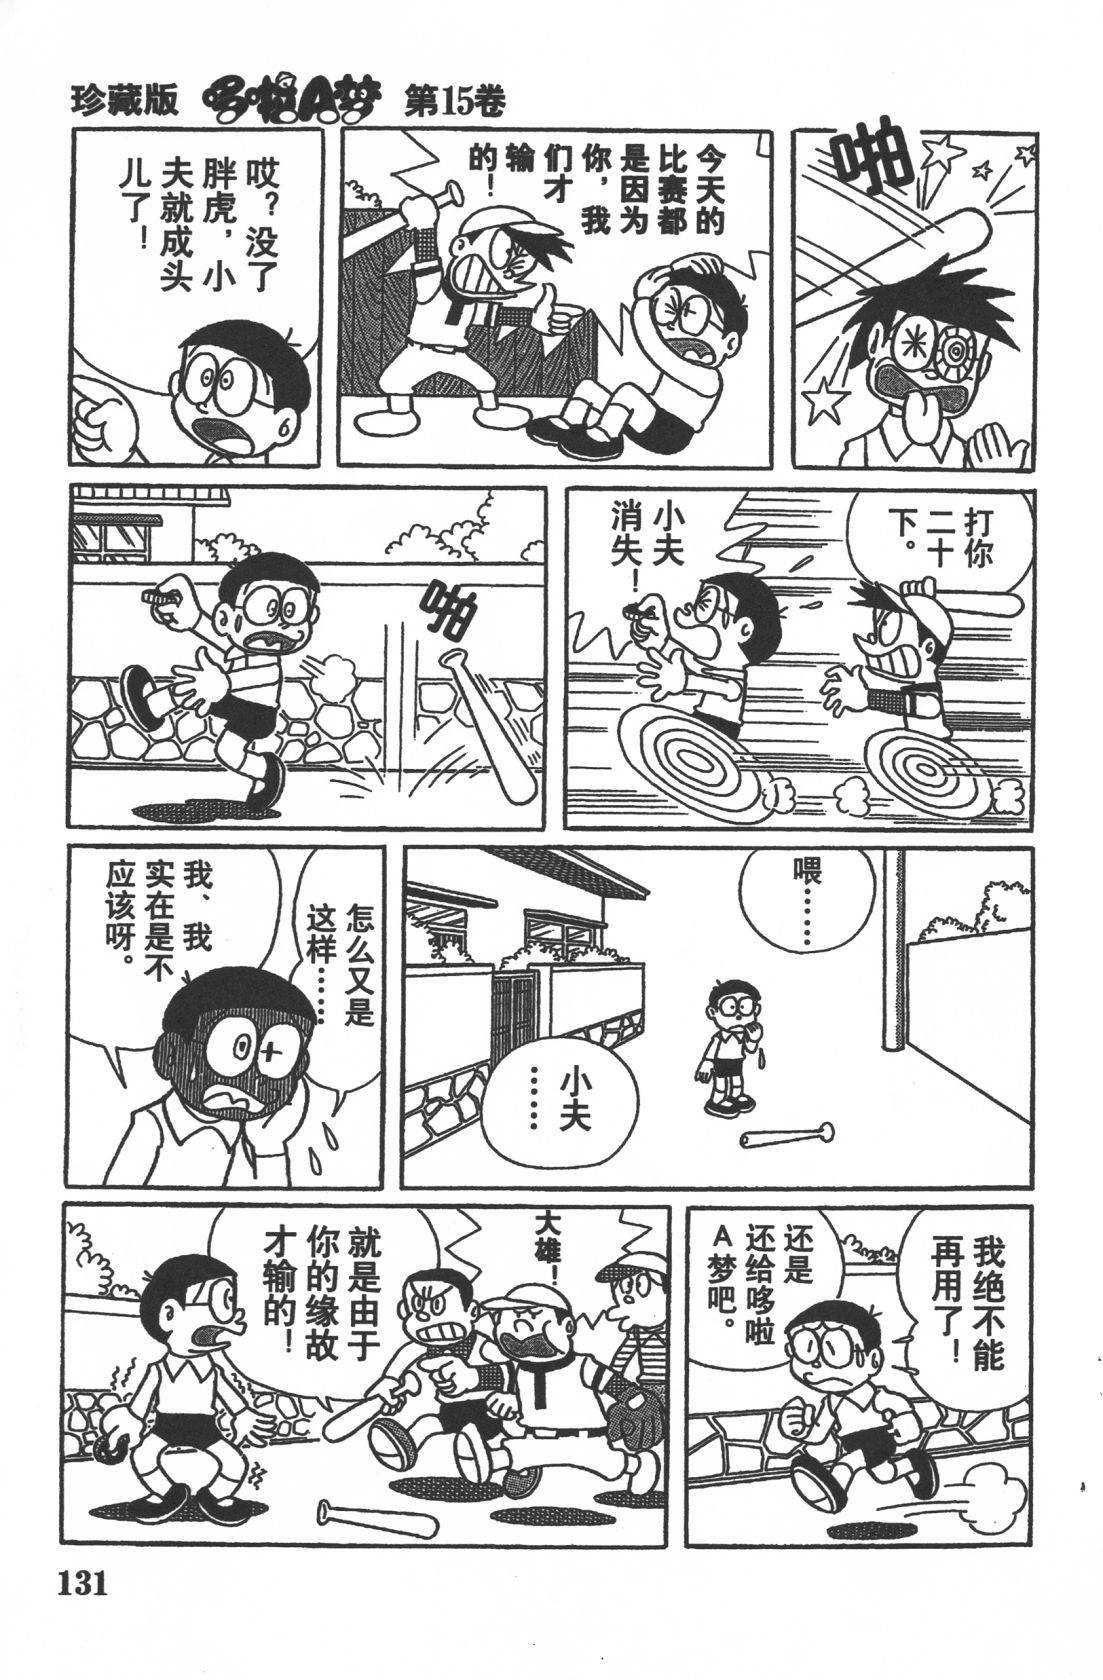 珍藏版 哆啦A梦 第15卷
啪
今天的
比赛都
是因为
你，我
们才
输
的！
哎？没了
胖虎，小
夫就成头
儿了！
打你
二十
下。
小夫
消失！
啪
喂……
小夫
……
怎么又是
这样……
我、我
实在是不
应该呀。
我绝不能
再用了！
还是
还给哆啦
A梦吧。
大雄！
就是由于
你的缘故
才输的！
131